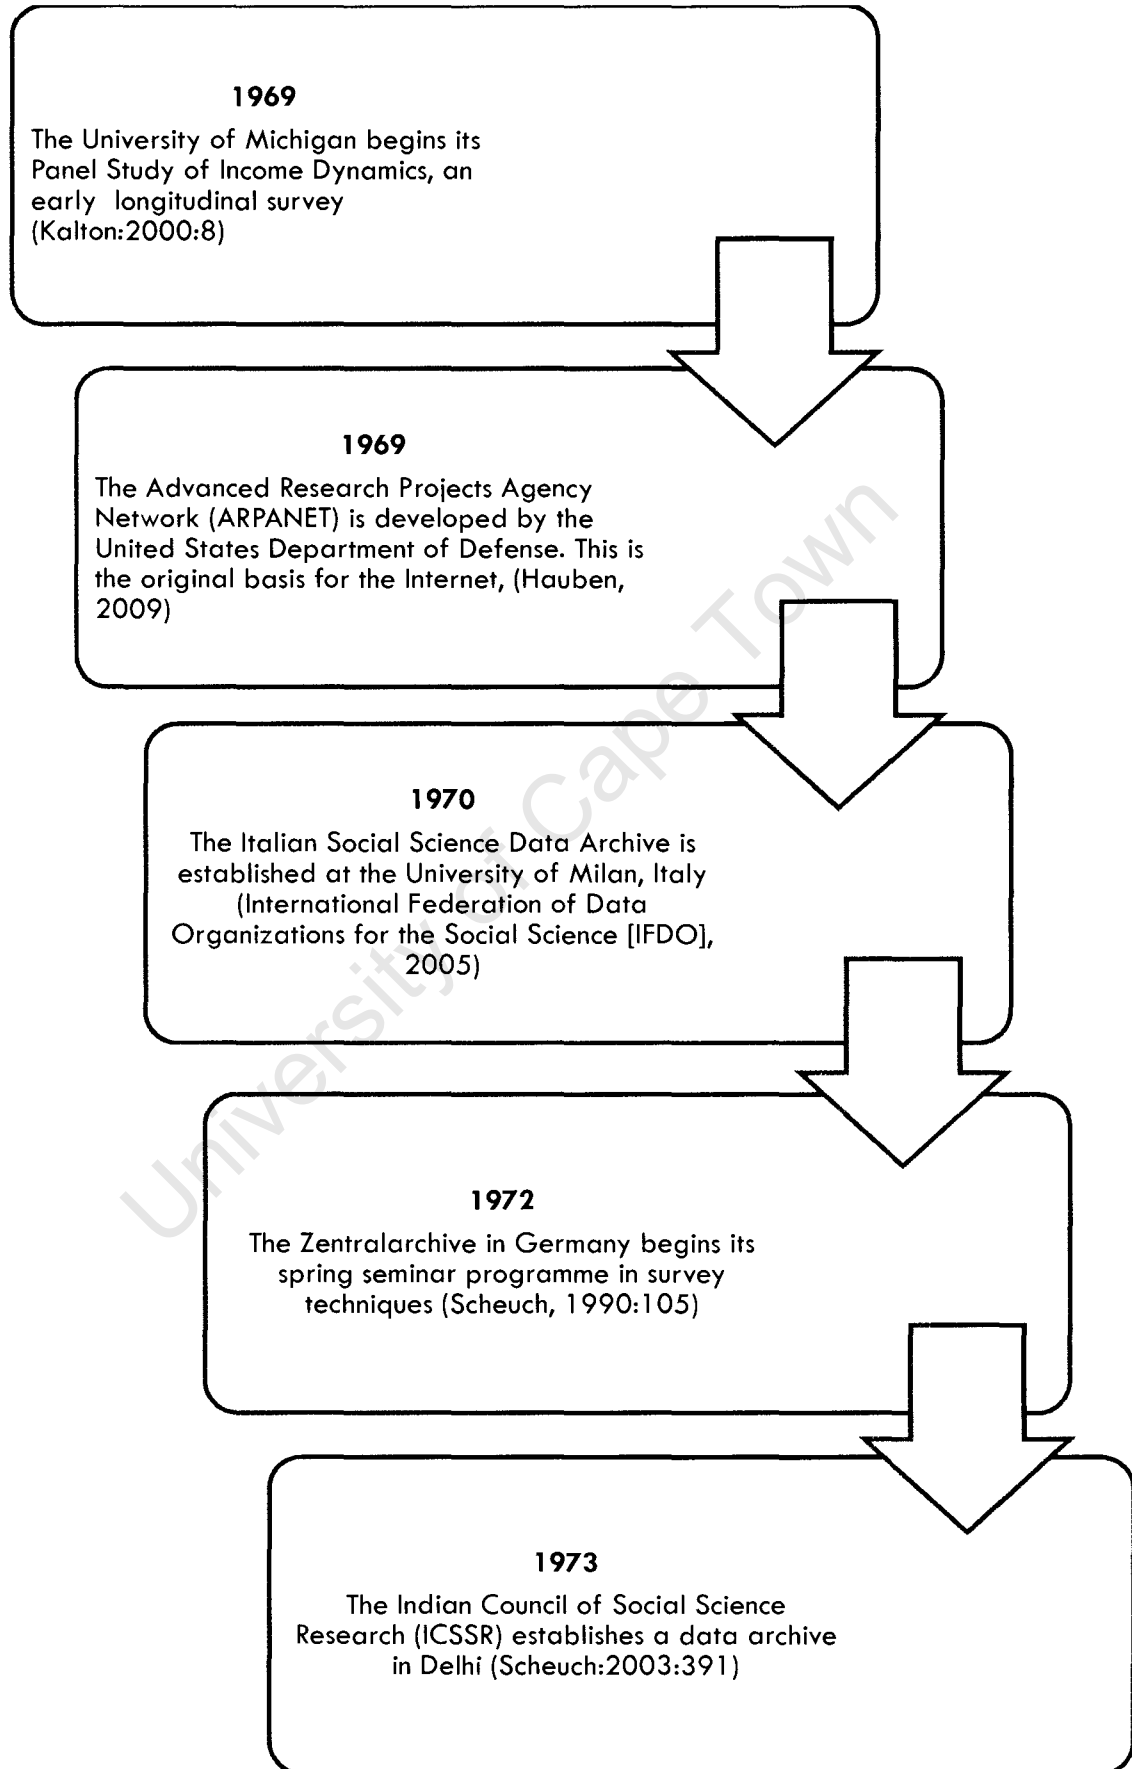 1969
The University of Michigan begins its
Panel Study of Income Dynamics, an
early longitudinal survey
(Kalton:2000:8)
1969
The Advanced Research Projects Agency
Network (ARPANET) is developed by the
United States Department of Defense. This is
the original basis for the Internet, (Hauben,
2009)
1970
The Italian Social Science Data Archive is
established at the University of Milan, Italy
(International Federation of Data
Organizations for the Social Science [IFDO],
2005)
1972
The Zentralarchive in Germany begins its
spring seminar programme in survey
techniques (Scheuch, 1990:105)
1973
The Indian Council of Social Science
Research (ICSSR) establishes a data archive
in Delhi (Scheuch:2003:391)
University of Cape Town